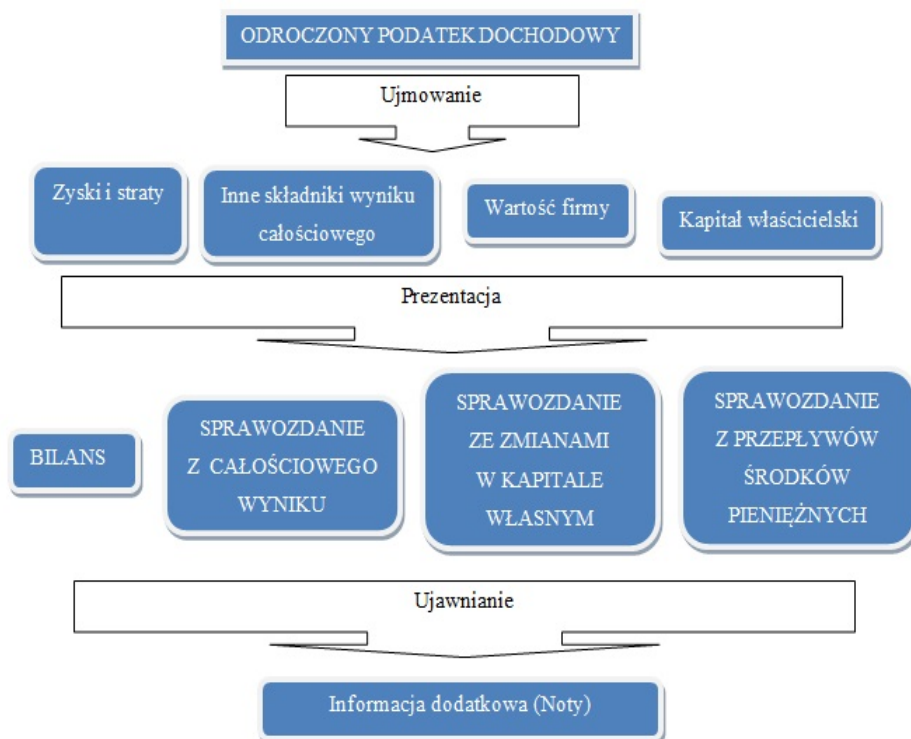 ODROCZONY PODATEK DOCHODOWY
Ujmowanie
Zyski i straty
Inne składniki wyniku
całościowego
Wartość firmy
Kapitał właścicielski
Prezentacja
BILANS
SPRAWOZDANIE
Z CAŁOŚCIOWEGO
WYNIKU
SPRAWOZDANIE
ZE ZMIANAMI
W KAPITALE
WŁASNYM
SPRAWOZDANIE
Z PRZEPŁYWÓW
ŚRODKÓW
PIENIĘŻNYCH
Ujawnianie
Informacja dodatkowa (Noty)